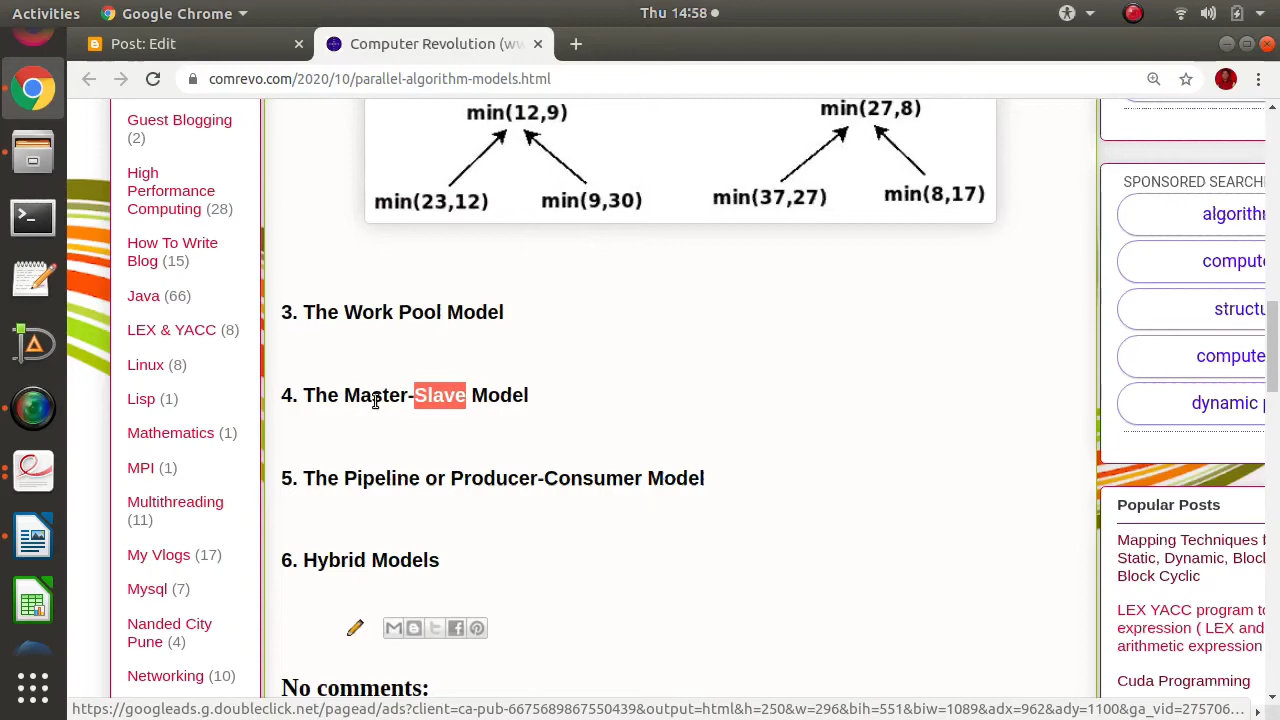 Activities
Google Chrome
Thu 14:58
Post: Edit
Computer Revolution (w
comrevo.com/2020/10/parallel-algorithm-models.html
Guest Blogging
(2)
High
Performance
Computing (28)
How To Write
Blog (15)
Java (66)
LEX & YACC (8)
Linux (8)
Lisp (1)
Mathematics (1)
MPI (1)
Multithreading
(11)
My Vlogs (17)
Mysql (7)
Nanded City
Pune (4)
Networking (10)
min(12,9)
min(27,8)
min(23,12)
min(9,30)
min(37,27)
min(8,17)
3. The Work Pool Model
4. The Master-Slave Model
5. The Pipeline or Producer-Consumer Model
6. Hybrid Models
No comments:
SPONSORED SEARCH
algorith
compute
struct
compute
dynamic p
Popular Posts
Mapping Techniques f
Static, Dynamic, Bloc
Block Cyclic
LEX YACC program to
expression ( LEX and
arithmetic expression
Cuda Programming
https://googleads.g.doubleclick.net/pagead/ads?client=ca-pub-6675689867550439&output=html&h=250&w=296&bih=551&biw=1089&adx=962&ady=1100&ga_vid=275706...